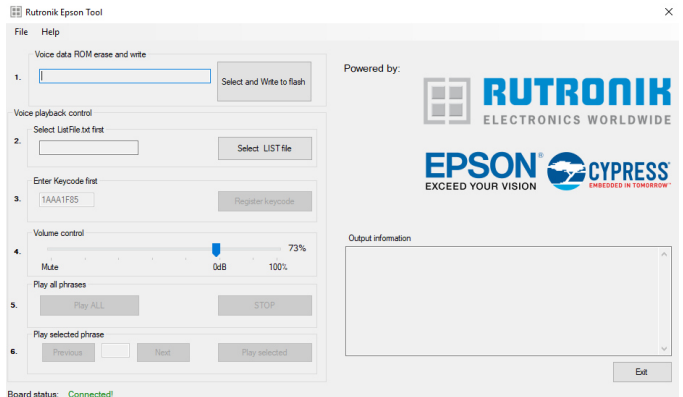 Rutronik Epson Tool
File Help
Voice data ROM erase and write
1.
Select and Write to flash
Voice playback control
Select ListFile.txt first
2.
Select LIST file
Enter Keycode first
3.
1AAA1F85
Register keycode
Volume control
4.
73%
Mute 0dB 100%
Play all phrases
5.
Play ALL STOP
Play selected phrase
6.
Previous Next Play selected
Board status: Connected!
Powered by:
RUTRONIK
ELECTRONICS WORLDWIDE
EPSON®
EXCEED YOUR VISION
CYPRESS
EMBEDDED IN TOMORROW™
Output information
Exit